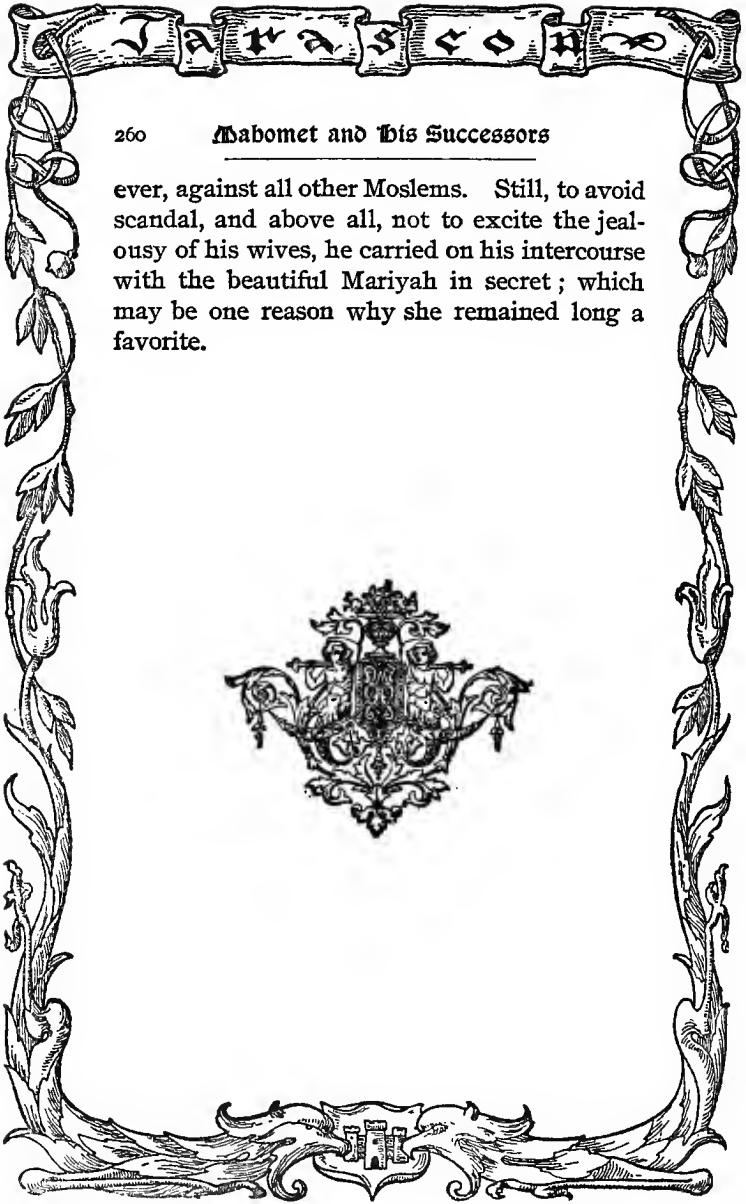 Tarascon
260 Mahomet and His Successors
ever, against all other Moslems. Still, to avoid
scandal, and above all, not to excite the jeal-
ousy of his wives, he carried on his intercourse
with the beautiful Mariyah in secret ; which
may be one reason why she remained long a
favorite.